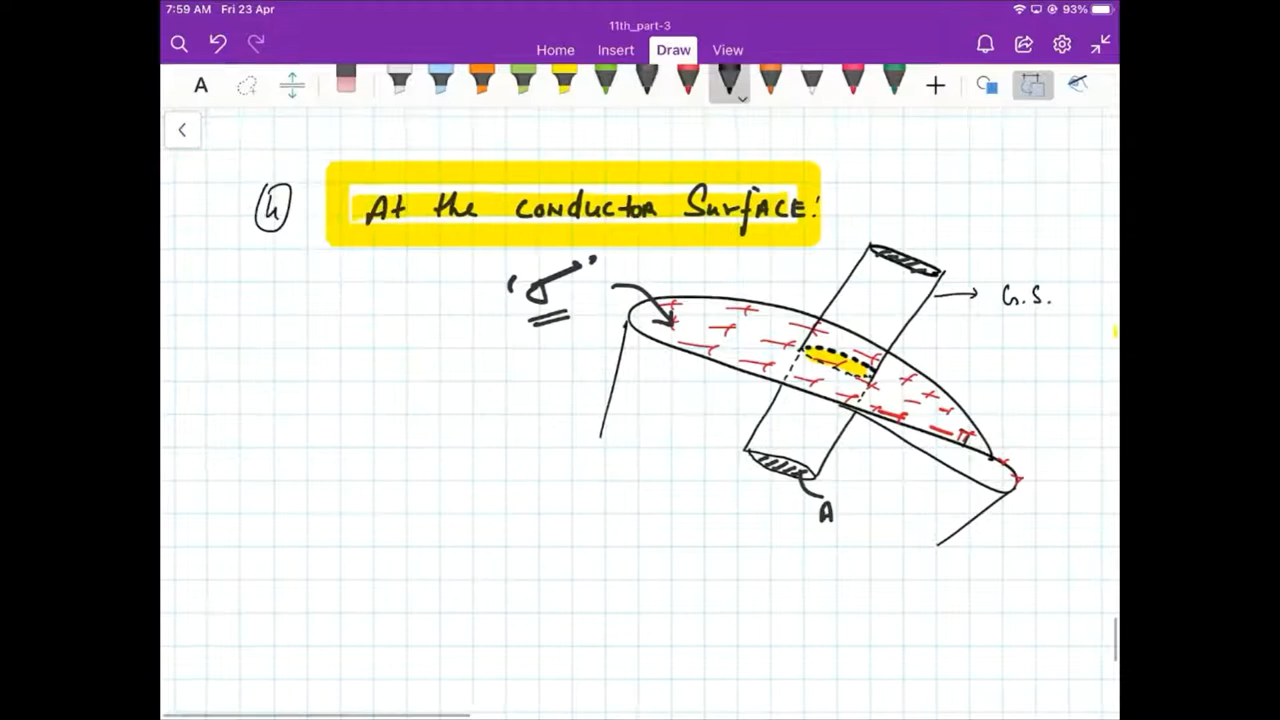 7:59 AM Fri 23 Apr
93%
11th_part-3
Home Insert Draw View
A
At the conductor Surface:
G.S.
A